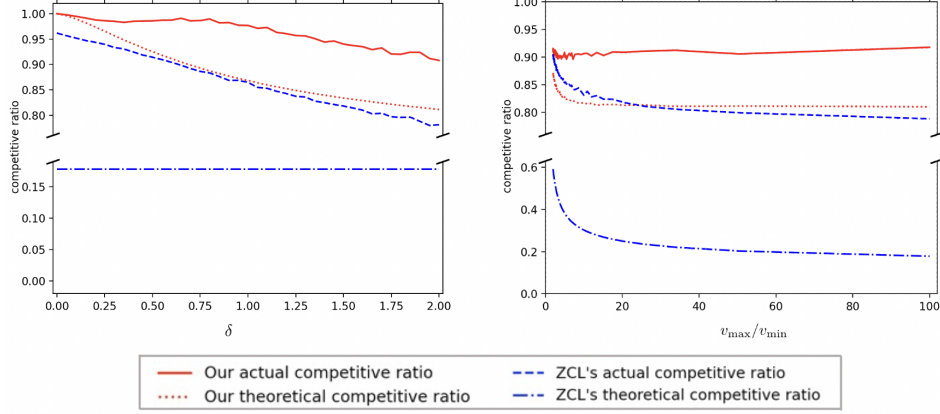 1.00
0.95
0.90
0.85
0.80
0.15
0.10
0.05
0.00
competitive ratio
0.00 0.25 0.50 0.75 1.00 1.25 1.50 1.75 2.00
δ
1.00
0.95
0.90
0.85
0.80
0.6
0.4
0.2
0.0
competitive ratio
0 20 40 60 80 100
v_max/v_min
Our actual competitive ratio
Our theoretical competitive ratio
ZCL's actual competitive ratio
ZCL's theoretical competitive ratio